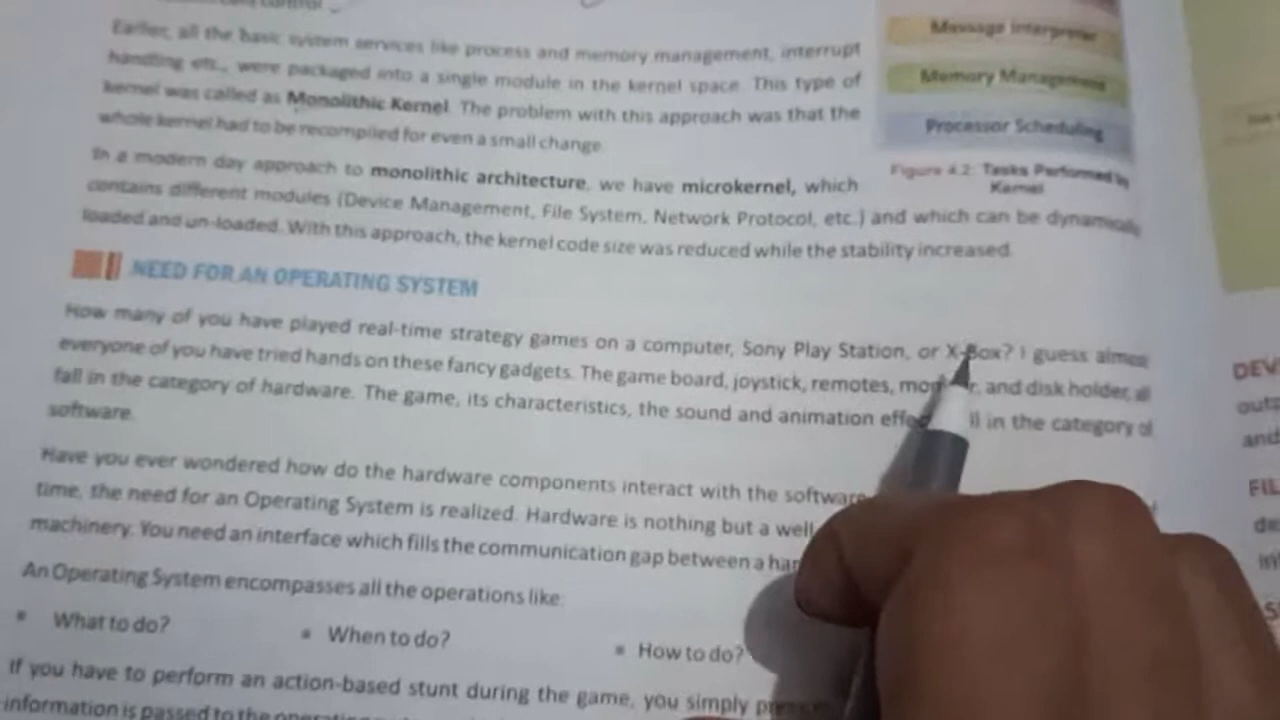 Earlier, all the basic system services like process and memory management, interrupt
handling etc., were packaged into a single module in the kernel space. This type of
kernel was called as Monolithic Kernel. The problem with this approach was that the
whole kernel had to be recompiled for even a small change.
In a modern day approach to monolithic architecture, we have microkernel, which
contains different modules (Device Management, File System, Network Protocol, etc.) and which can be dynamically
loaded and un-loaded. With this approach, the kernel code size was reduced while the stability increased.
Message Interpreter
Memory Management
Processor Scheduling
Figure 4.2: Tasks Performed by
Kernel
NEED FOR AN OPERATING SYSTEM
How many of you have played real-time strategy games on a computer, Sony Play Station, or X-Box? I guess almost
everyone of you have tried hands on these fancy gadgets. The game board, joystick, remotes, and disk holder, all
fall in the category of hardware. The game, its characteristics, the sound and animation in the category of
software.
Have you ever wondered how do the hardware components interact with the software
time, the need for an Operating System is realized. Hardware is nothing but a well
machinery. You need an interface which fills the communication gap between a
An Operating System encompasses all the operations like:
▪ What to do?
▪ When to do?
▪ How to do?
If you have to perform an action-based stunt during the game, you simply
information is passed to the
DEV
and
FIL